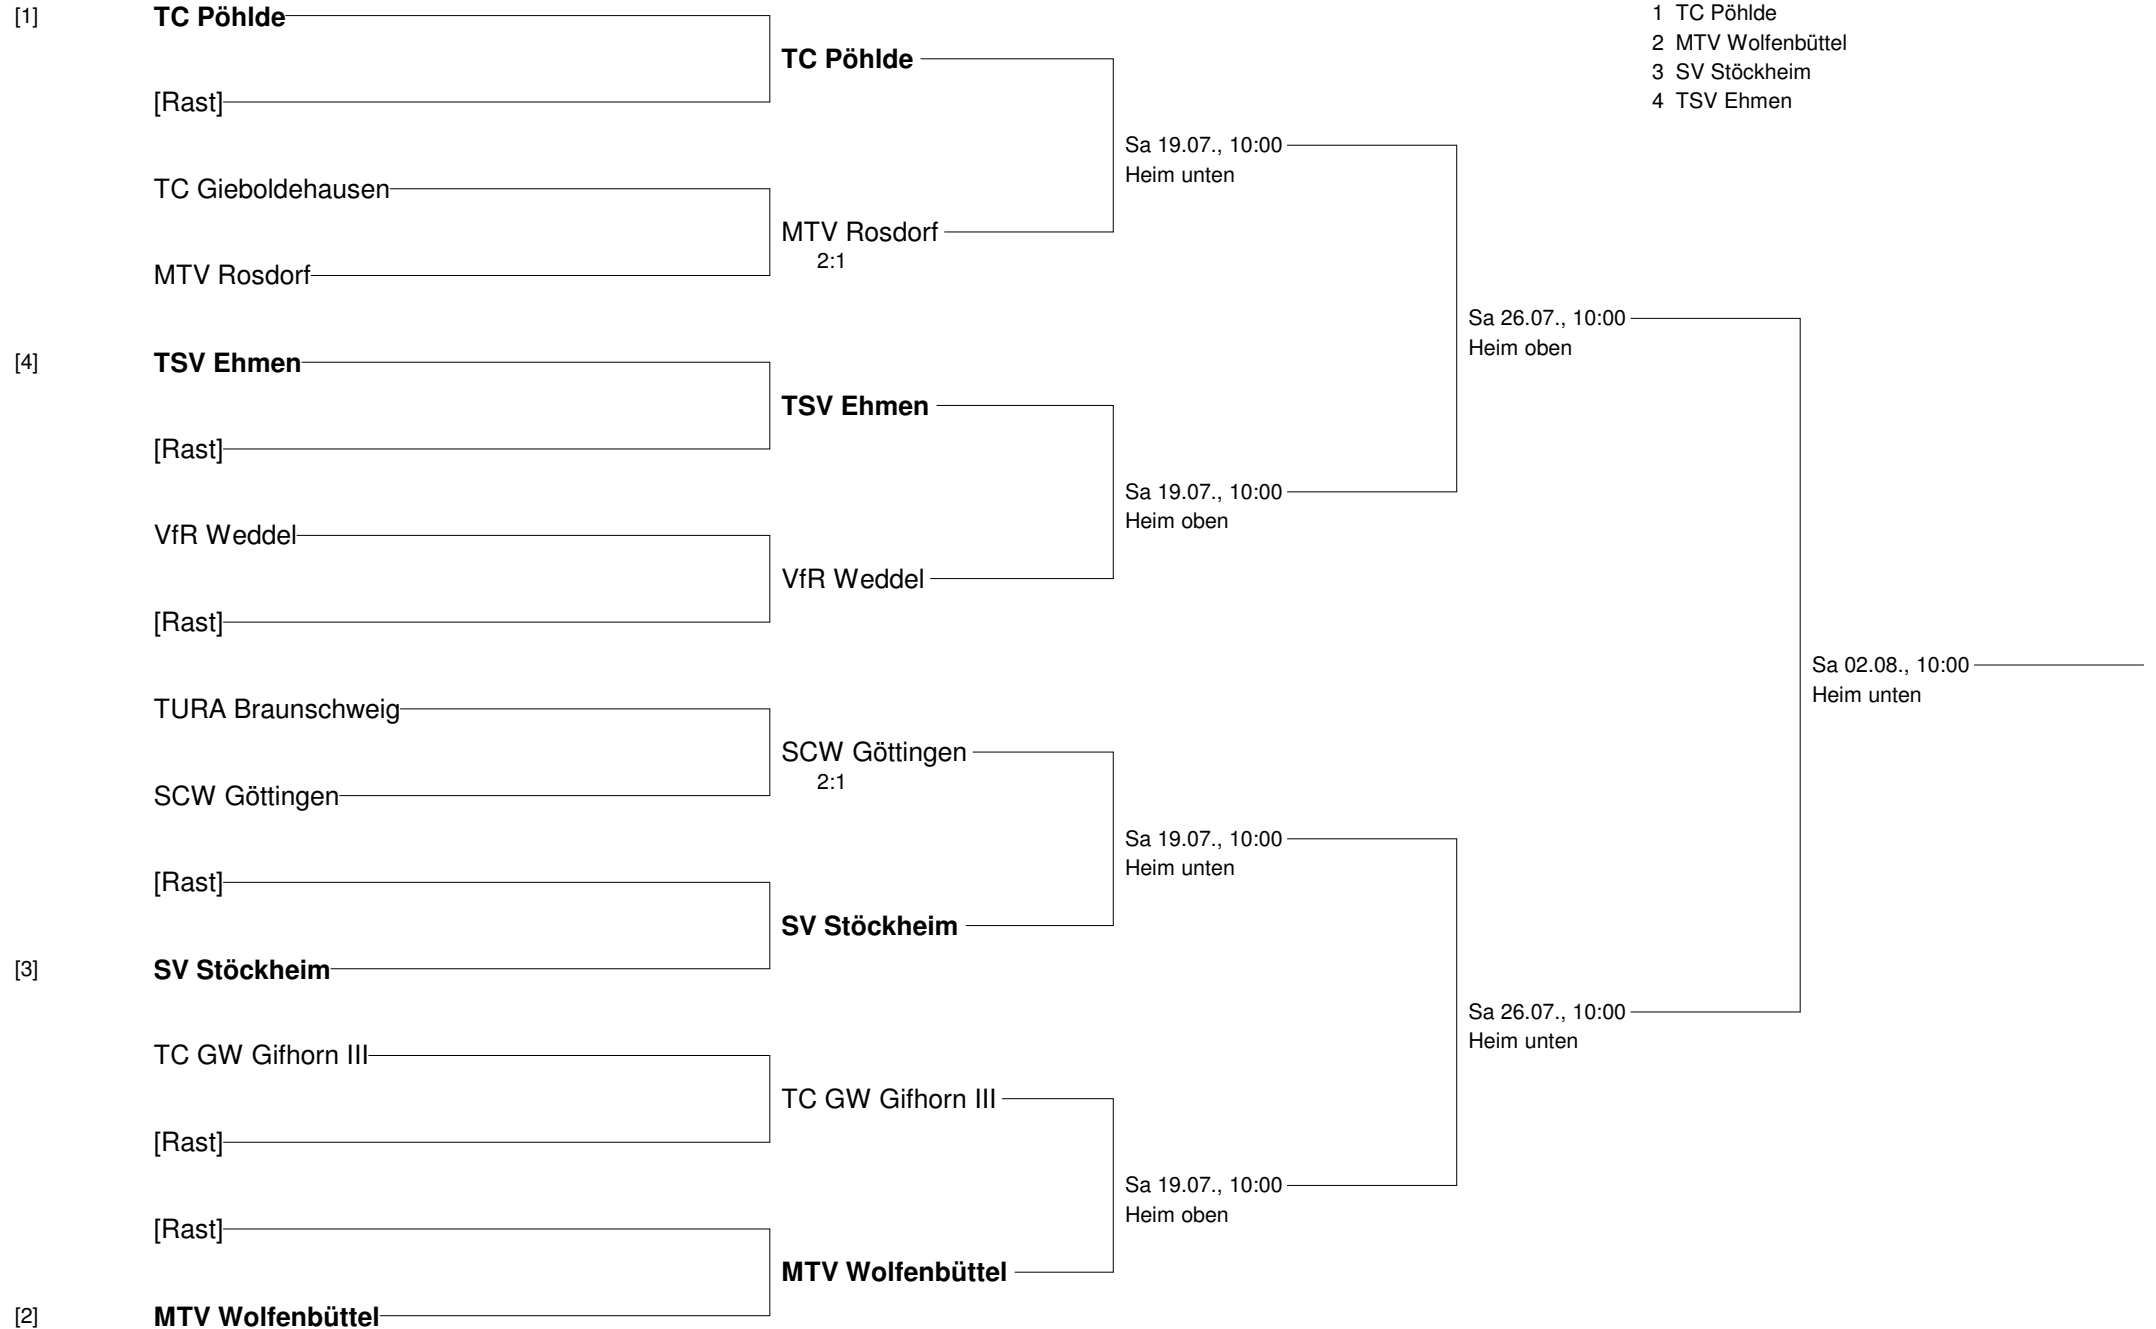 [1]
TC Pöhlde
[Rast]
TC Gieboldehausen
MTV Rosdorf
[4]
TSV Ehmen
[Rast]
VfR Weddel
[Rast]
TURA Braunschweig
SCW Göttingen
[Rast]
[3]
SV Stöckheim
TC GW Gifhorn III
[Rast]
[Rast]
[2]
MTV Wolfenbüttel
TC Pöhlde
MTV Rosdorf
2:1
TSV Ehmen
VfR Weddel
SCW Göttingen
2:1
SV Stöckheim
TC GW Gifhorn III
MTV Wolfenbüttel
Sa 19.07., 10:00
Heim unten
Sa 19.07., 10:00
Heim oben
Sa 19.07., 10:00
Heim unten
Sa 19.07., 10:00
Heim oben
Sa 26.07., 10:00
Heim oben
Sa 26.07., 10:00
Heim unten
Sa 02.08., 10:00
Heim unten
1 TC Pöhlde
2 MTV Wolfenbüttel
3 SV Stöckheim
4 TSV Ehmen